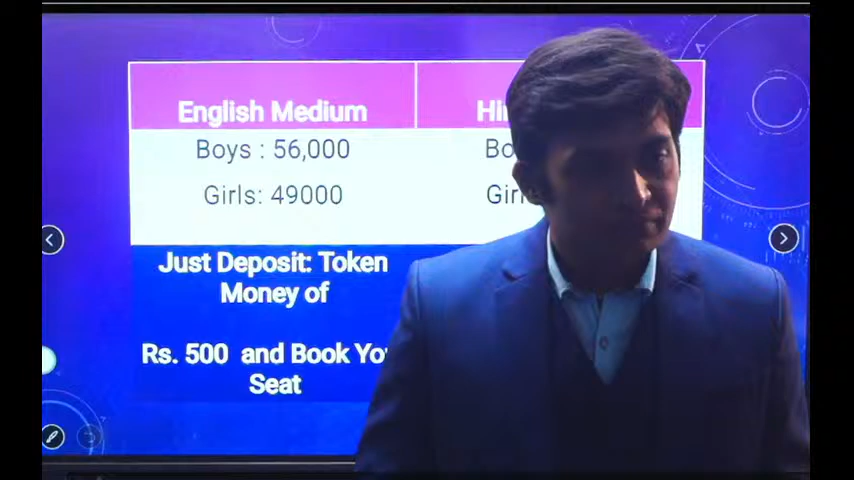 English Medium
Boys : 56,000
Girls: 49000
Just Deposit: Token
Money of
Rs. 500 and Book
Seat